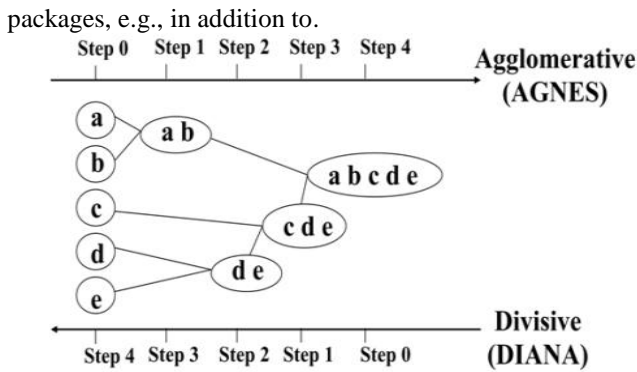 packages, e.g., in addition to.
Step 0 Step 1 Step 2 Step 3 Step 4
Agglomerative
(AGNES)
a
a b
b
a b c d e
c
c d e
d
d e
e
Divisive
(DIANA)
Step 4 Step 3 Step 2 Step 1 Step 0